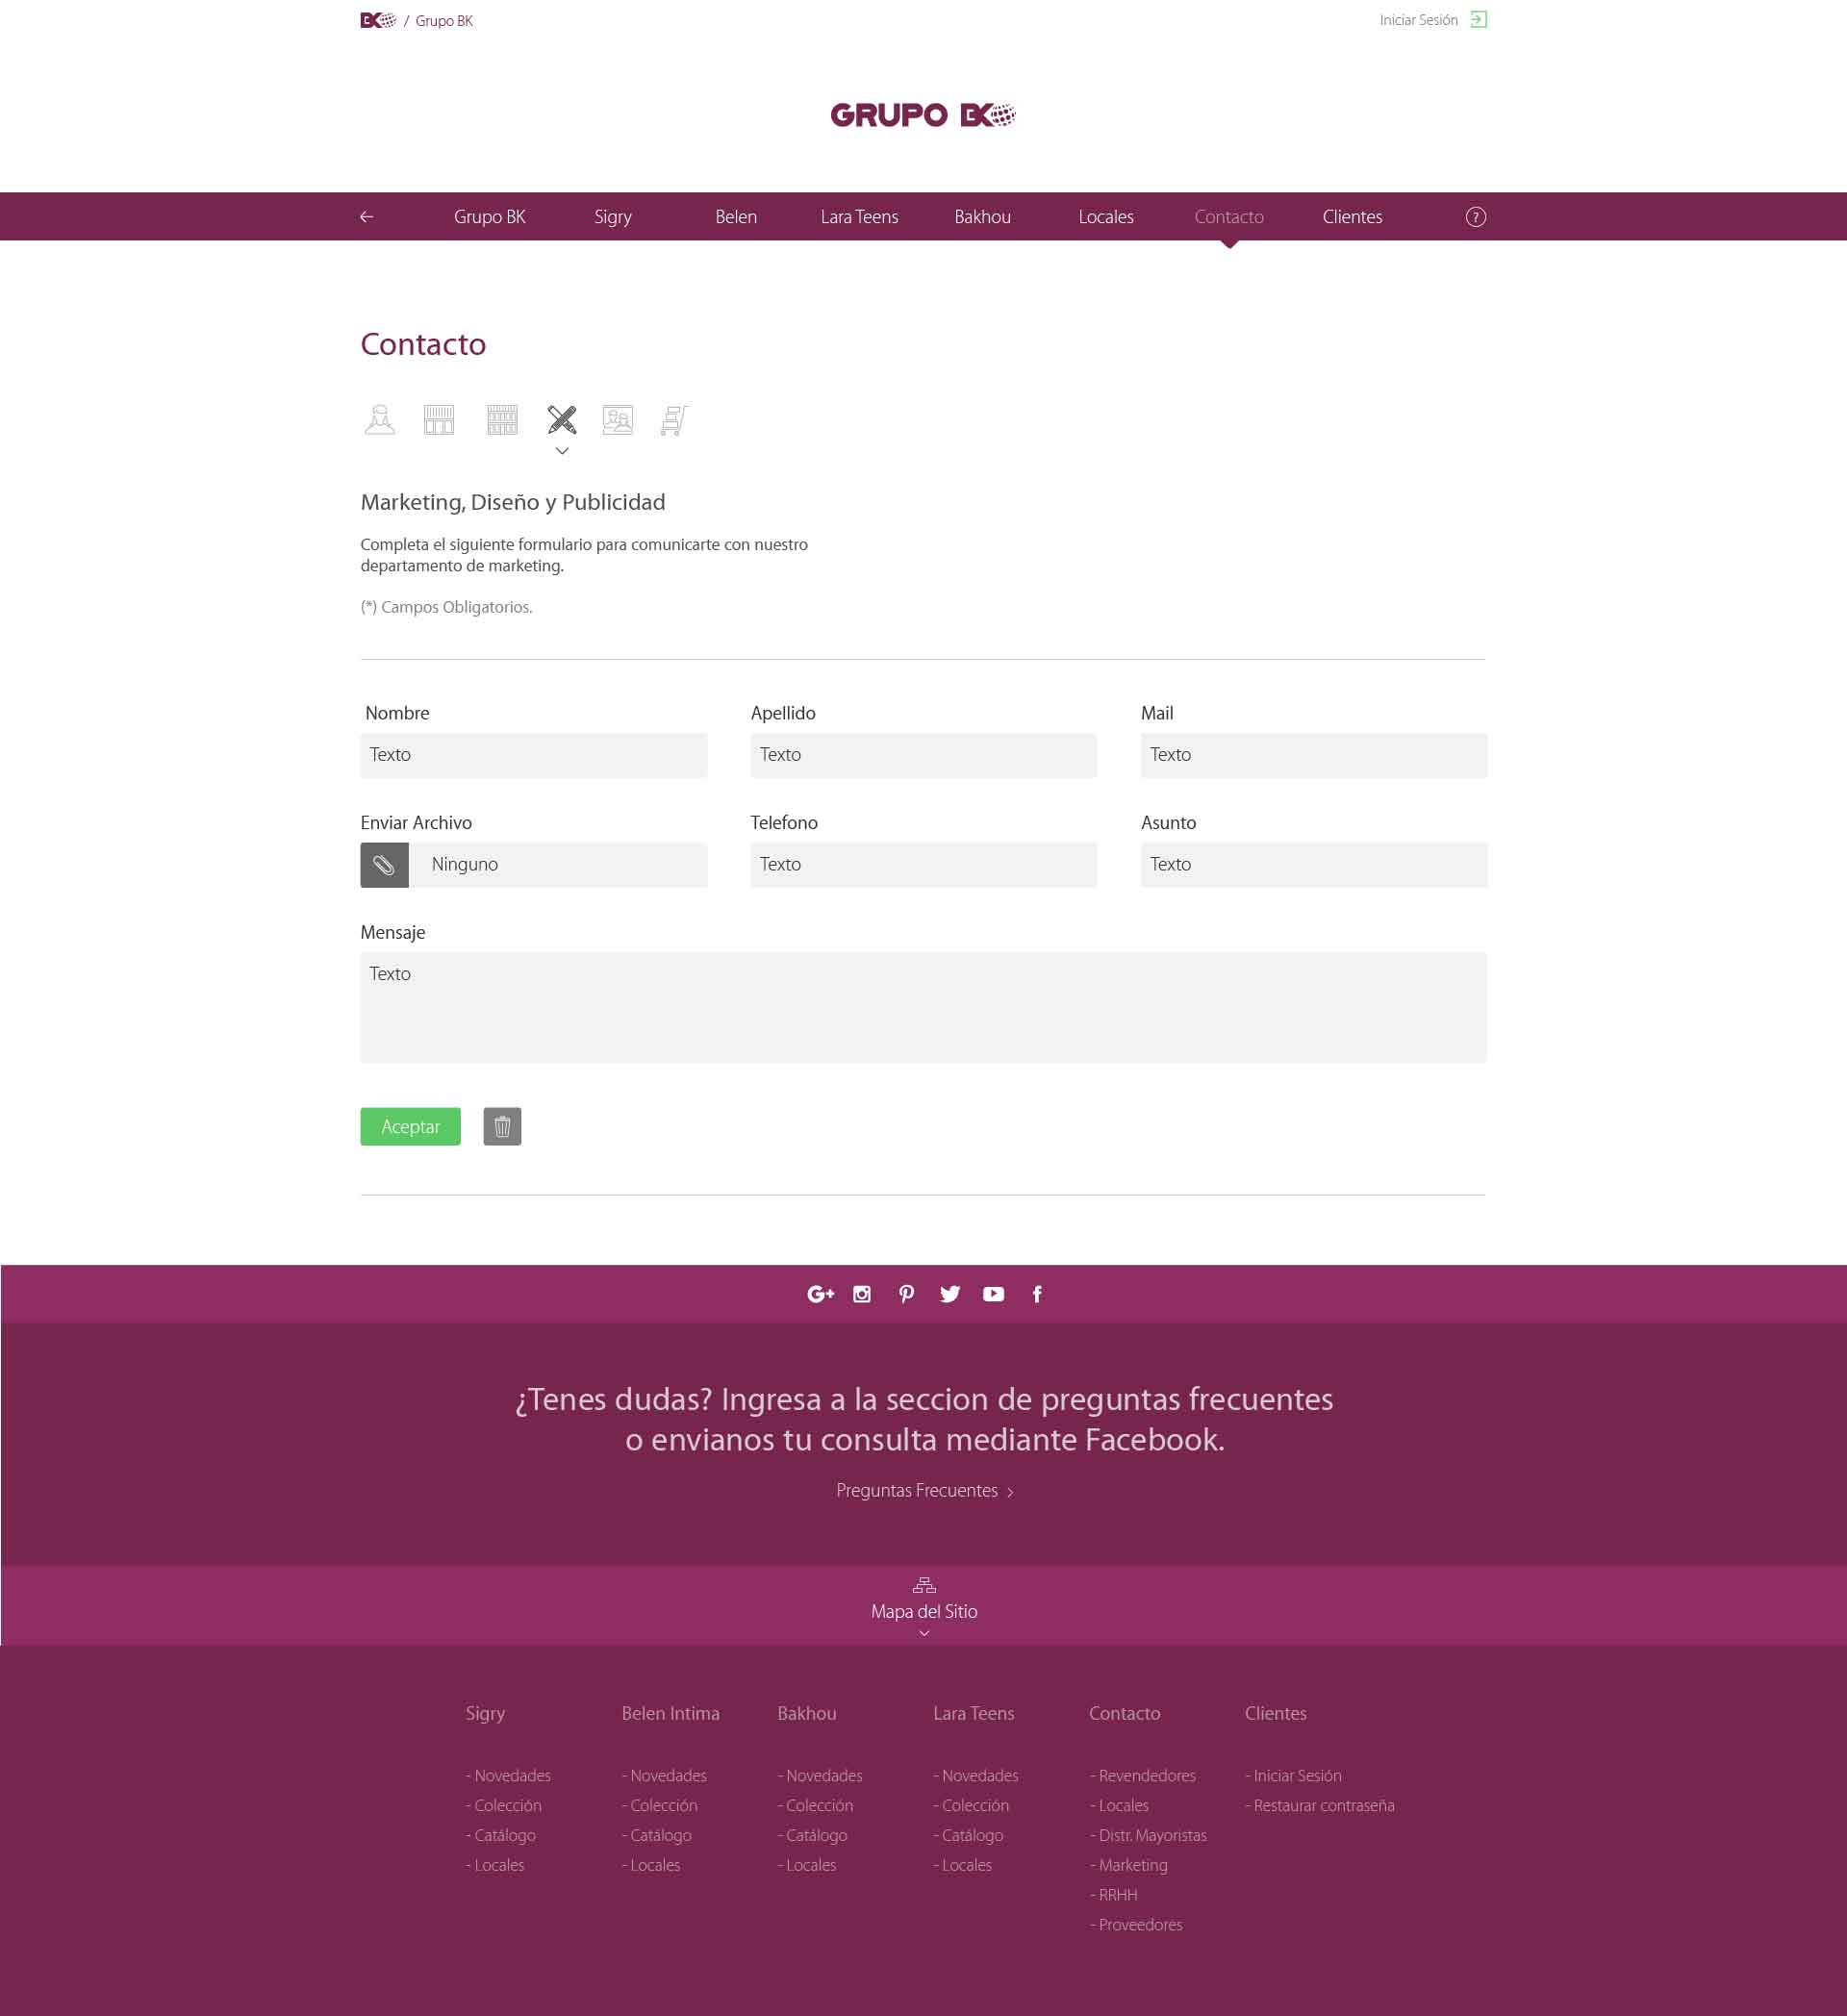 BK / Grupo BK
Iniciar Sesión
GRUPO BK
Grupo BK Sigry Belen Lara Teens Bakhou Locales Contacto Clientes ?
Contacto
Marketing, Diseño y Publicidad
Completa el siguiente formulario para comunicarte con nuestro
departamento de marketing.
(*) Campos Obligatorios.
Nombre Apellido Mail
Texto Texto Texto
Enviar Archivo Telefono Asunto
Ninguno Texto Texto
Mensaje
Texto
Aceptar
G+ f
¿Tenes dudas? Ingresa a la seccion de preguntas frecuentes
o envianos tu consulta mediante Facebook.
Preguntas Frecuentes >
Mapa del Sitio
Sigry Belen Intima Bakhou Lara Teens Contacto Clientes
- Novedades - Novedades - Novedades - Novedades - Revendedores - Iniciar Sesión
- Colección - Colección - Colección - Colección - Locales - Restaurar contraseña
- Catálogo - Catálogo - Catálogo - Catálogo - Distr. Mayoristas
- Locales - Locales - Locales - Locales - Marketing
- RRHH
- Proveedores